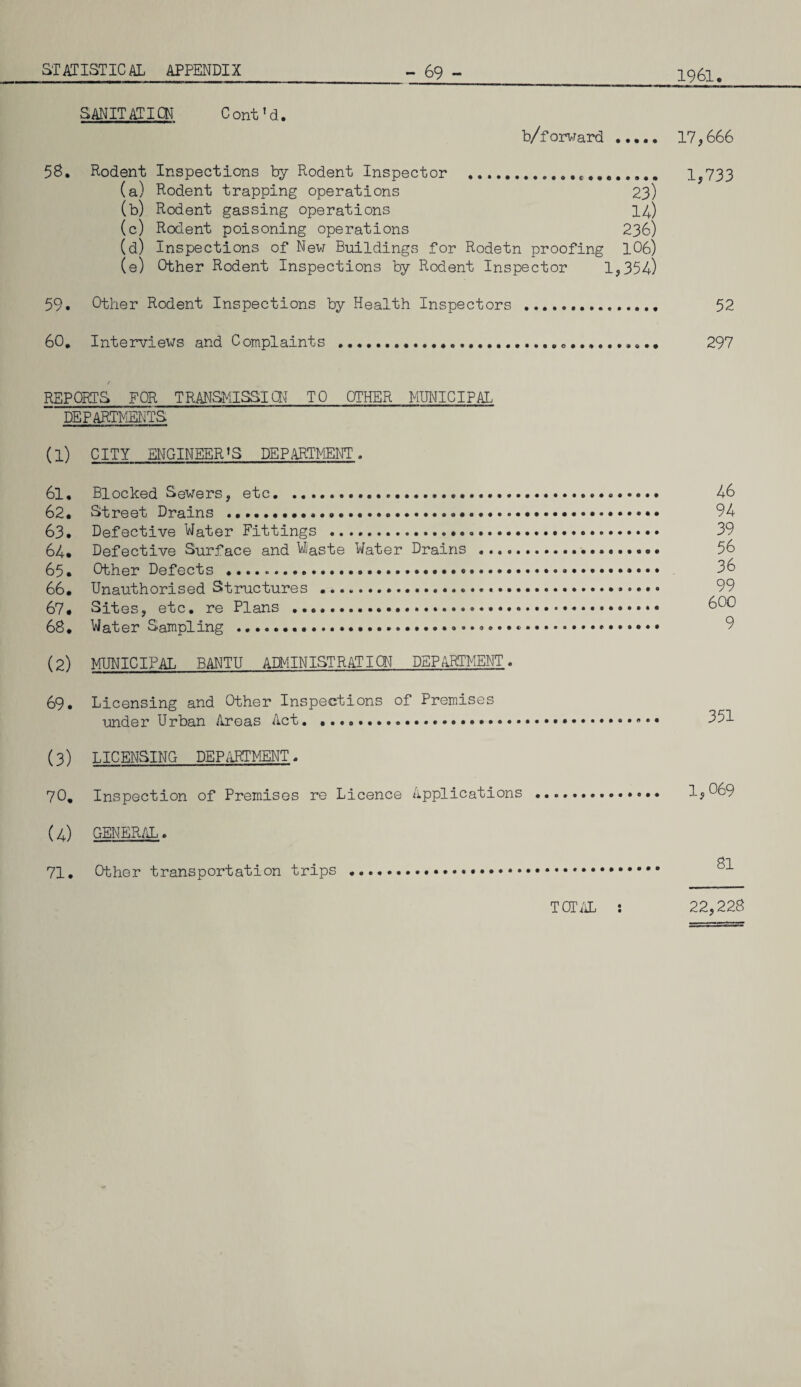 STATISTICAL APPENDIX - 69 - 1961.
SANITATION Cont'd.
b/forward ..... 17,666
58. Rodent Inspections by Rodent Inspector ..................... 1,733
(a) Rodent trapping operations 23)
(b) Rodent gassing operations 14)
(c) Rodent poisoning operations 236)
(d) Inspections of New Buildings for Rodetn proofing 106)
(e) Other Rodent Inspections by Rodent Inspector 1,354)
59. Other Rodent Inspections by Health Inspectors ............... 52
60. Interviews and Complaints ................................... 297
REPORTS FOR TRANSMISSION TO OTHER MUNICIPAL
DEPARTMENTS
(1) CITY ENGINEER'S DEPARTMENT.
61. Blocked Sewers, etc. ........................................ 46
62. Street Drains ............................................... 94
63. Defective Water Fittings .................................... 39
64. Defective Surface and Waste Water Drains .................... 56
65. Other Defects ............................................... 36
66. Unauthorised Structures ..................................... 99
67. Sites, etc. re Plans ........................................ 600
68. Water Sampling .............................................. 9
(2) MUNICIPAL BANTU ADMINISTRATION DEPARTMENT.
69. Licensing and Other Inspections of Premises
under Urban Areas Act. ...................................... 351
(3) LICENSING DEPARTMENT.
70. Inspection of Premises re Licence Applications .............. 1,069
(4) GENERAL.
71. Other transportation trips .................................. 81
TOTAL : 22,228